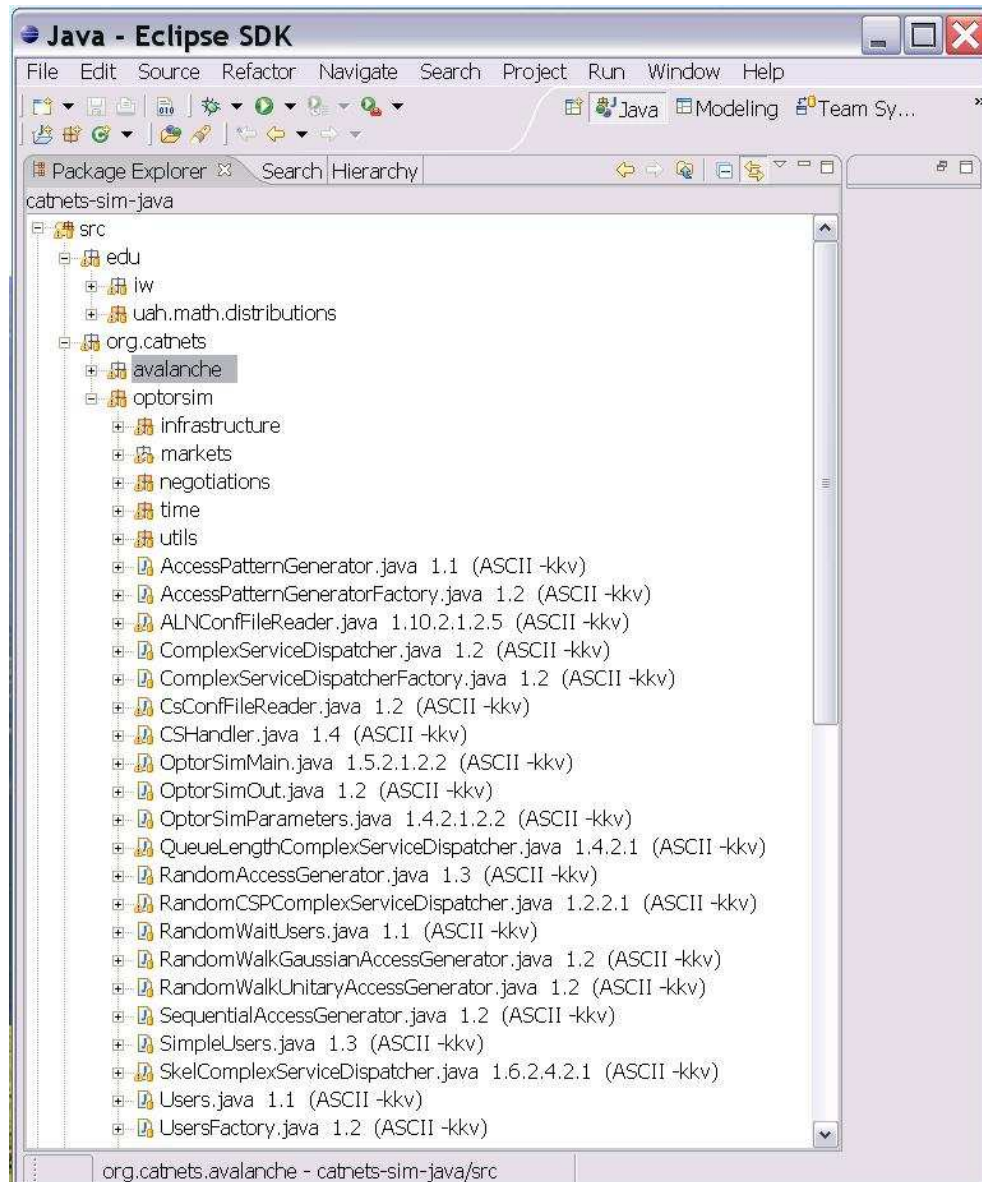 Java - Eclipse SDK
File Edit Source Refactor Navigate Search Project Run Window Help
Java Modeling Team Sy... »
Package Explorer Search Hierarchy
catnets-sim-java
src
edu
iw
uah.math.distributions
org.catnets
avalanche
optorsim
infrastructure
markets
negotiations
time
utils
AccessPatternGenerator.java 1.1 (ASCII -kkv)
AccessPatternGeneratorFactory.java 1.2 (ASCII -kkv)
ALNConfFileReader.java 1.10.2.1.2.5 (ASCII -kkv)
ComplexServiceDispatcher.java 1.2 (ASCII -kkv)
ComplexServiceDispatcherFactory.java 1.2 (ASCII -kkv)
CsConfFileReader.java 1.2 (ASCII -kkv)
CSHandler.java 1.4 (ASCII -kkv)
OptorSimMain.java 1.5.2.1.2.2 (ASCII -kkv)
OptorSimOut.java 1.2 (ASCII -kkv)
OptorSimParameters.java 1.4.2.1.2.2 (ASCII -kkv)
QueueLengthComplexServiceDispatcher.java 1.4.2.1 (ASCII -kkv)
RandomAccessGenerator.java 1.3 (ASCII -kkv)
RandomCSPComplexServiceDispatcher.java 1.2.2.1 (ASCII -kkv)
RandomWaitUsers.java 1.1 (ASCII -kkv)
RandomWalkGaussianAccessGenerator.java 1.2 (ASCII -kkv)
RandomWalkUnitaryAccessGenerator.java 1.2 (ASCII -kkv)
SequentialAccessGenerator.java 1.2 (ASCII -kkv)
SimpleUsers.java 1.3 (ASCII -kkv)
SkelComplexServiceDispatcher.java 1.6.2.4.2.1 (ASCII -kkv)
Users.java 1.1 (ASCII -kkv)
UsersFactory.java 1.2 (ASCII -kkv)
org.catnets.avalanche - catnets-sim-java/src